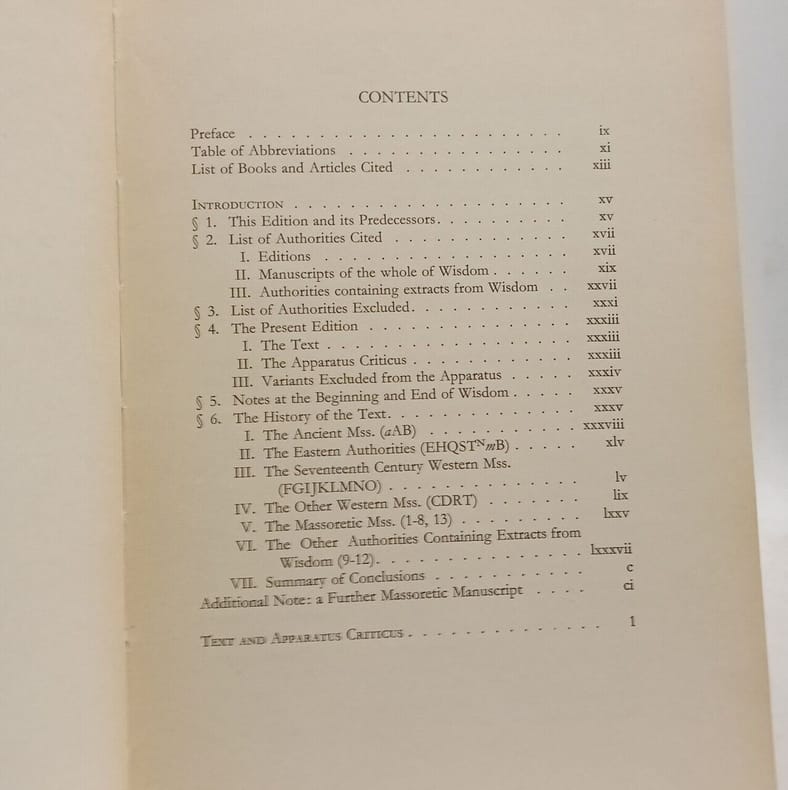 CONTENTS
Preface . . . . . . . . . . . . . . . . . . . . . . ix
Table of Abbreviations . . . . . . . . . . . . . . . xi
List of Books and Articles Cited . . . . . . . . . . . xiii
INTRODUCTION . . . . . . . . . . . . . . . . . . . xv
§ 1. This Edition and its Predecessors. . . . . . . . . xv
§ 2. List of Authorities Cited . . . . . . . . . . . . xvii
I. Editions . . . . . . . . . . . . . . . . . xvii
II. Manuscripts of the whole of Wisdom . . . . . xix
III. Authorities containing extracts from Wisdom . . xxvii
§ 3. List of Authorities Excluded. . . . . . . . . . . xxxi
§ 4. The Present Edition . . . . . . . . . . . . . . xxxiii
I. The Text . . . . . . . . . . . . . . . . . xxxiii
II. The Apparatus Criticus . . . . . . . . . . . xxxiii
III. Variants Excluded from the Apparatus . . . . xxxiv
§ 5. Notes at the Beginning and End of Wisdom . . . . . xxxv
§ 6. The History of the Text. . . . . . . . . . . . . xxxv
I. The Ancient Mss. (aAB) . . . . . . . . . . xxxviii
II. The Eastern Authorities (EHQSTᴺmB) . . . . . xlv
III. The Seventeenth Century Western Mss.
(FGIJKLMNO) . . . . . . . . . . . . . lv
IV. The Other Western Mss. (CDRT) . . . . . . . lix
V. The Massoretic Mss. (1-8, 13) . . . . . . . . . lxxv
VI. The Other Authorities Containing Extracts from
Wisdom (9-12). . . . . . . . . . . . . . lxxxvii
VII. Summary of Conclusions . . . . . . . . . . . c
Additional Note: a Further Massoretic Manuscript . . . . ci
TEXT AND APPARATUS CRITICUS . . . . . . . . . . . . . 1